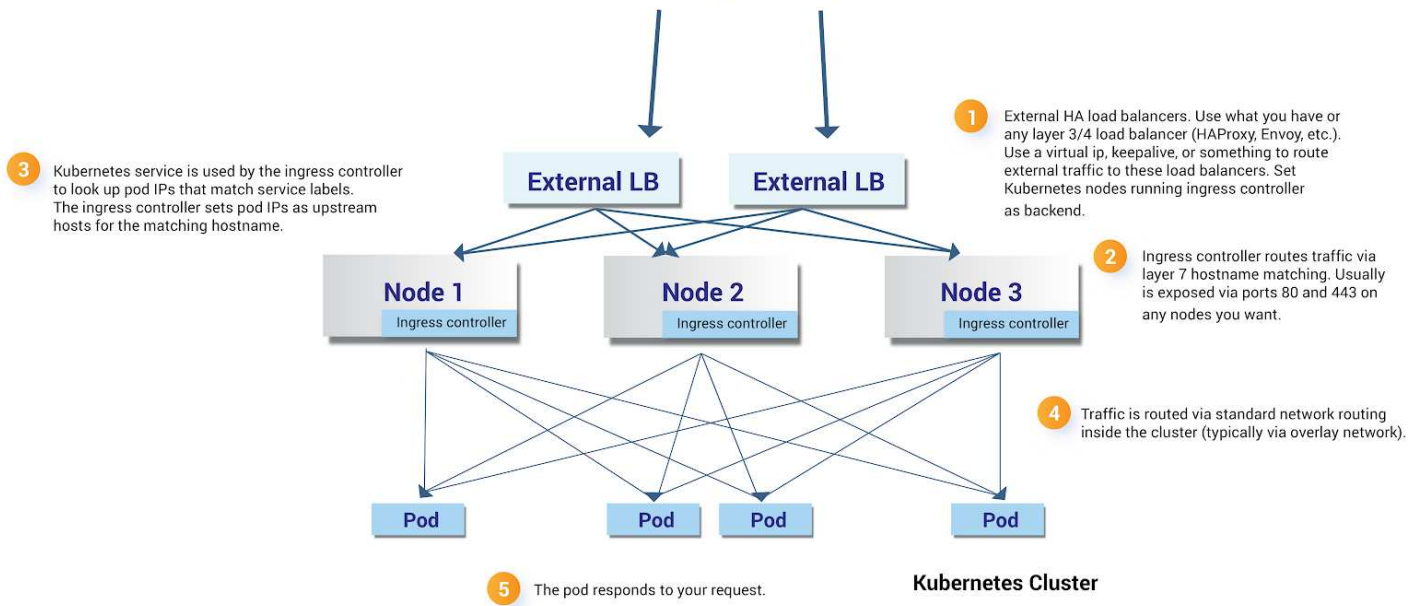 1
External HA load balancers. Use what you have or
any layer 3/4 load balancer (HAProxy, Envoy, etc.).
Use a virtual ip, keepalive, or something to route
external traffic to these load balancers. Set
Kubernetes nodes running ingress controller
as backend.
3
Kubernetes service is used by the ingress controller
to look up pod IPs that match service labels.
The ingress controller sets pod IPs as upstream
hosts for the matching hostname.
External LB
External LB
2
Ingress controller routes traffic via
layer 7 hostname matching. Usually
is exposed via ports 80 and 443 on
any nodes you want.
Node 1
Ingress controller
Node 2
Ingress controller
Node 3
Ingress controller
4
Traffic is routed via standard network routing
inside the cluster (typically via overlay network).
Pod
Pod
Pod
Pod
5
The pod responds to your request.
Kubernetes Cluster